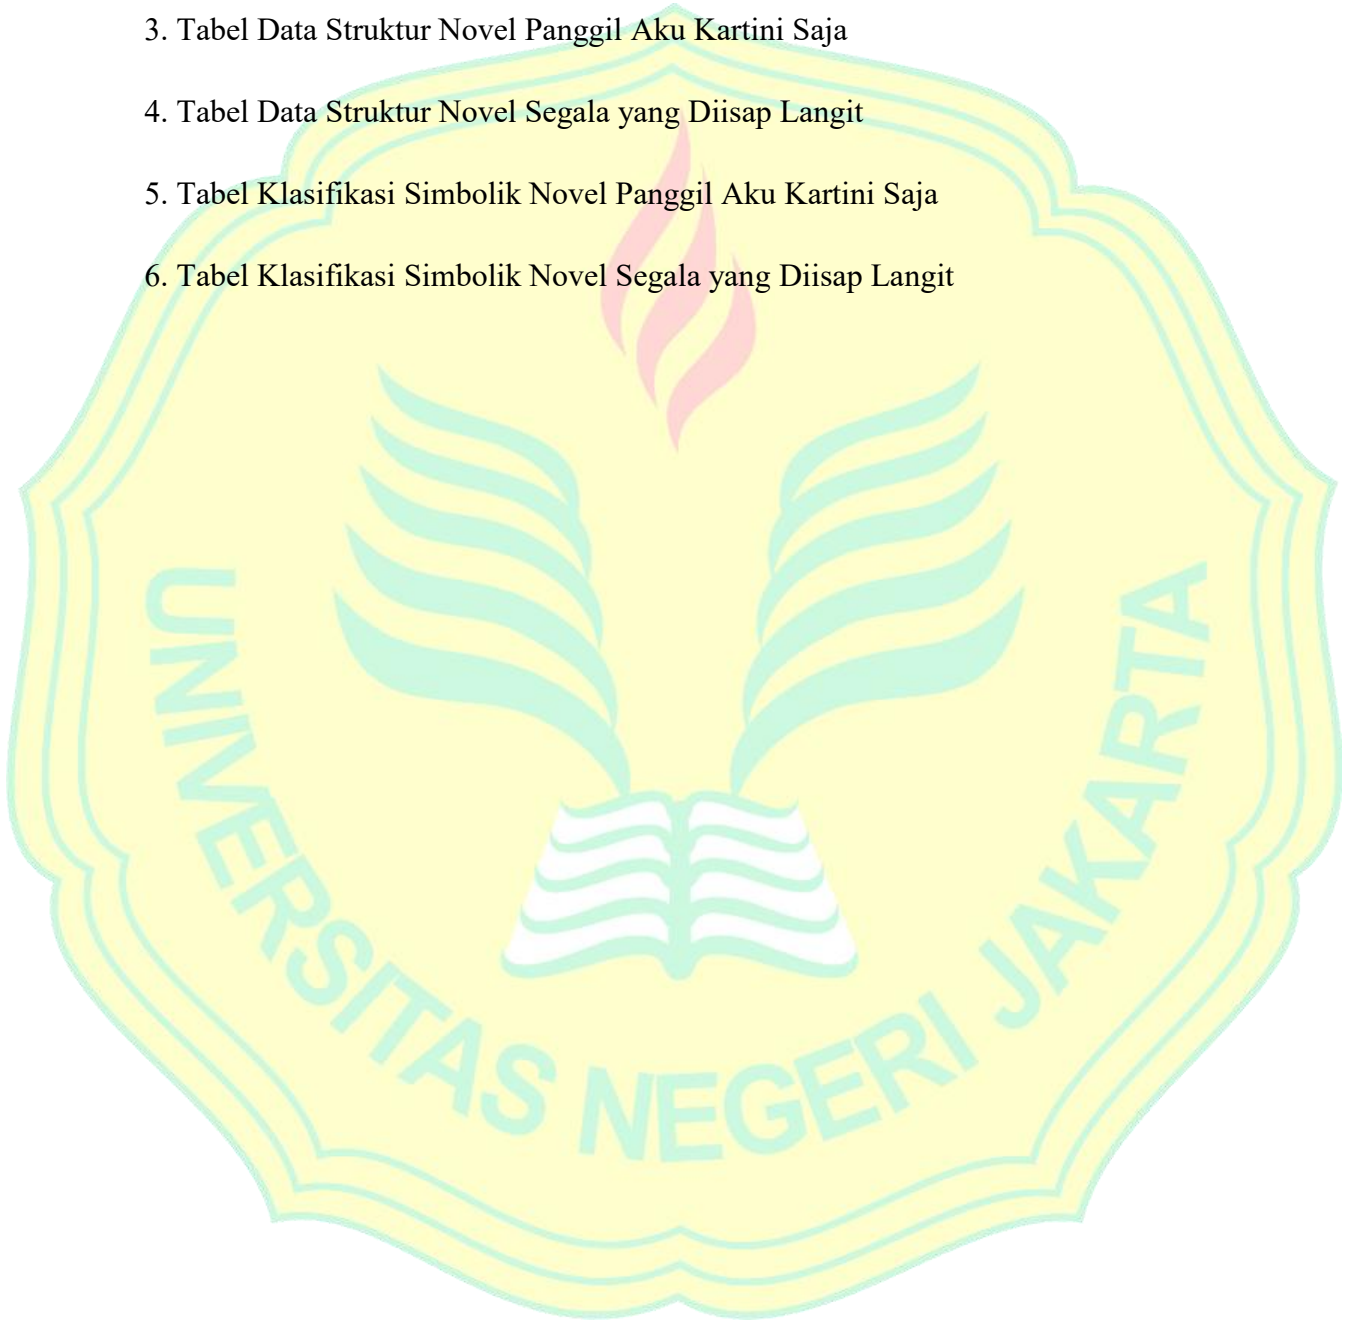 3. Tabel Data Struktur Novel Panggil Aku Kartini Saja
4. Tabel Data Struktur Novel Segala yang Diisap Langit
5. Tabel Klasifikasi Simbolik Novel Panggil Aku Kartini Saja
6. Tabel Klasifikasi Simbolik Novel Segala yang Diisap Langit
UNIVERSITAS NEGERI JAKARTA